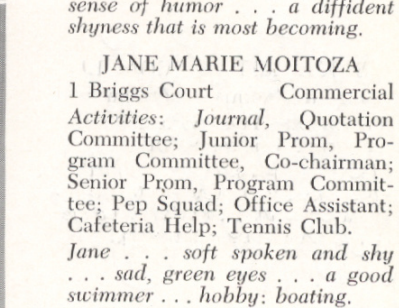 sense of humor . . . a diffident
shyness that is most becoming.
JANE MARIE MOITOZA
1 Briggs Court Commercial
Activities: Journal, Quotation
Committee; Junior Prom, Pro-
gram Committee, Co-chairman;
Senior Prom, Program Commit-
tee; Pep Squad; Office Assistant;
Cafeteria Help; Tennis Club.
Jane . . . soft spoken and shy
. . . sad, green eyes . . . a good
swimmer . . . hobby: boating.